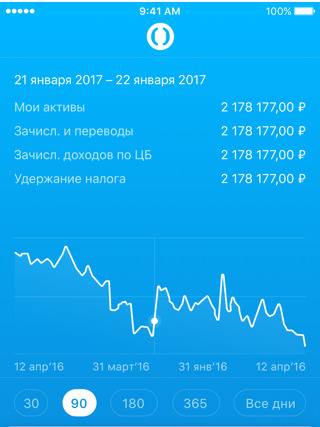 9:41 AM 100%
21 января 2017 – 22 января 2017
Мои активы 2 178 177,00 ₽
Зачисл. и переводы 2 178 177,00 ₽
Зачисл. доходов по ЦБ 2 178 177,00 ₽
Удержание налога 2 178 177,00 ₽
12 апр’16 31 март’16 31 янв’16 12 апр’16
30 90 180 365 Все дни